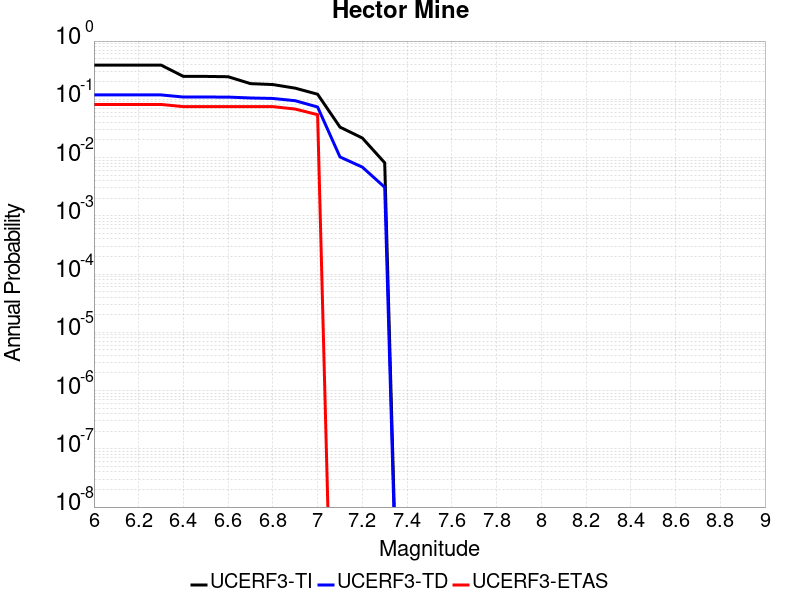 Hector Mine
10^0
10^-1
10^-2
10^-3
10^-4
10^-5
10^-6
10^-7
10^-8
Annual Probability
6 6.2 6.4 6.6 6.8 7 7.2 7.4 7.6 7.8 8 8.2 8.4 8.6 8.8 9
Magnitude
UCERF3-TI UCERF3-TD UCERF3-ETAS